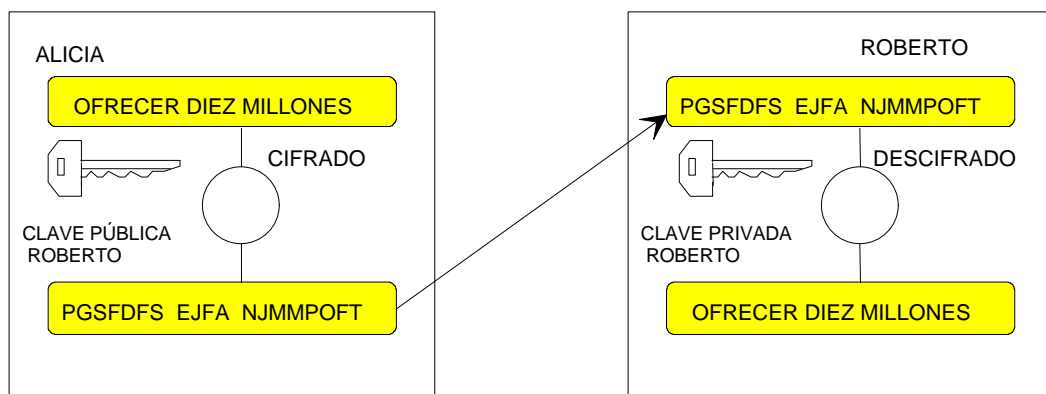 ALICIA
OFRECER DIEZ MILLONES
CIFRADO
CLAVE PÚBLICA
ROBERTO
PGSFDFS EJFA NJMMPOFT
ROBERTO
PGSFDFS EJFA NJMMPOFT
DESCIFRADO
CLAVE PRIVADA
ROBERTO
OFRECER DIEZ MILLONES